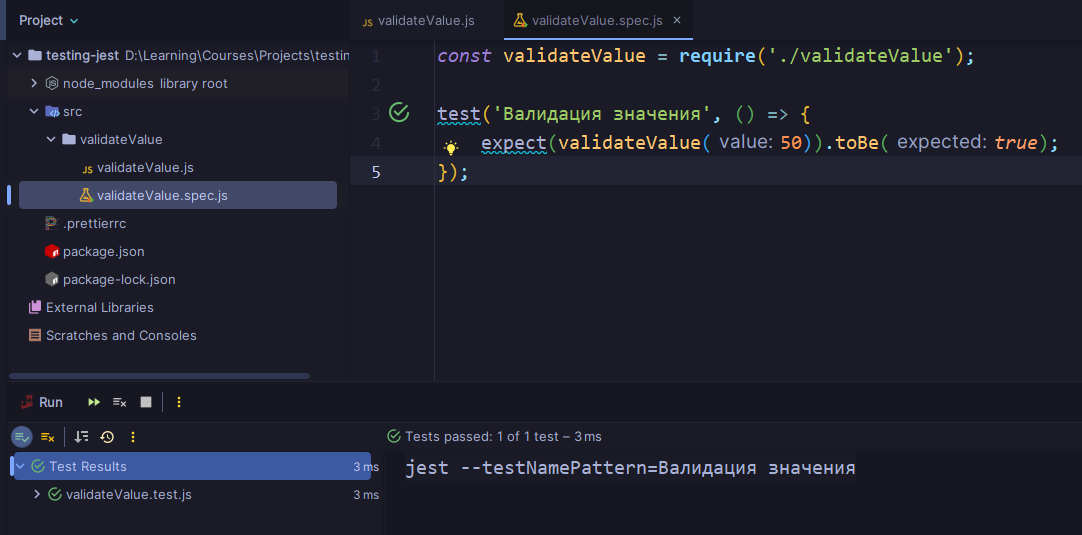 Project
validateValue.js
validateValue.spec.js
testing-jest D:\Learning\Courses\Projects\testin
node_modules library root
src
validateValue
validateValue.js
validateValue.spec.js
.prettierrc
package.json
package-lock.json
External Libraries
Scratches and Consoles
1 const validateValue = require('./validateValue');
2
3 test('Валидация значения', () => {
4 expect(validateValue( value: 50)).toBe( expected: true);
5 });
Run
Tests passed: 1 of 1 test – 3 ms
Test Results 3 ms
validateValue.test.js 3 ms
jest --testNamePattern=Валидация значения